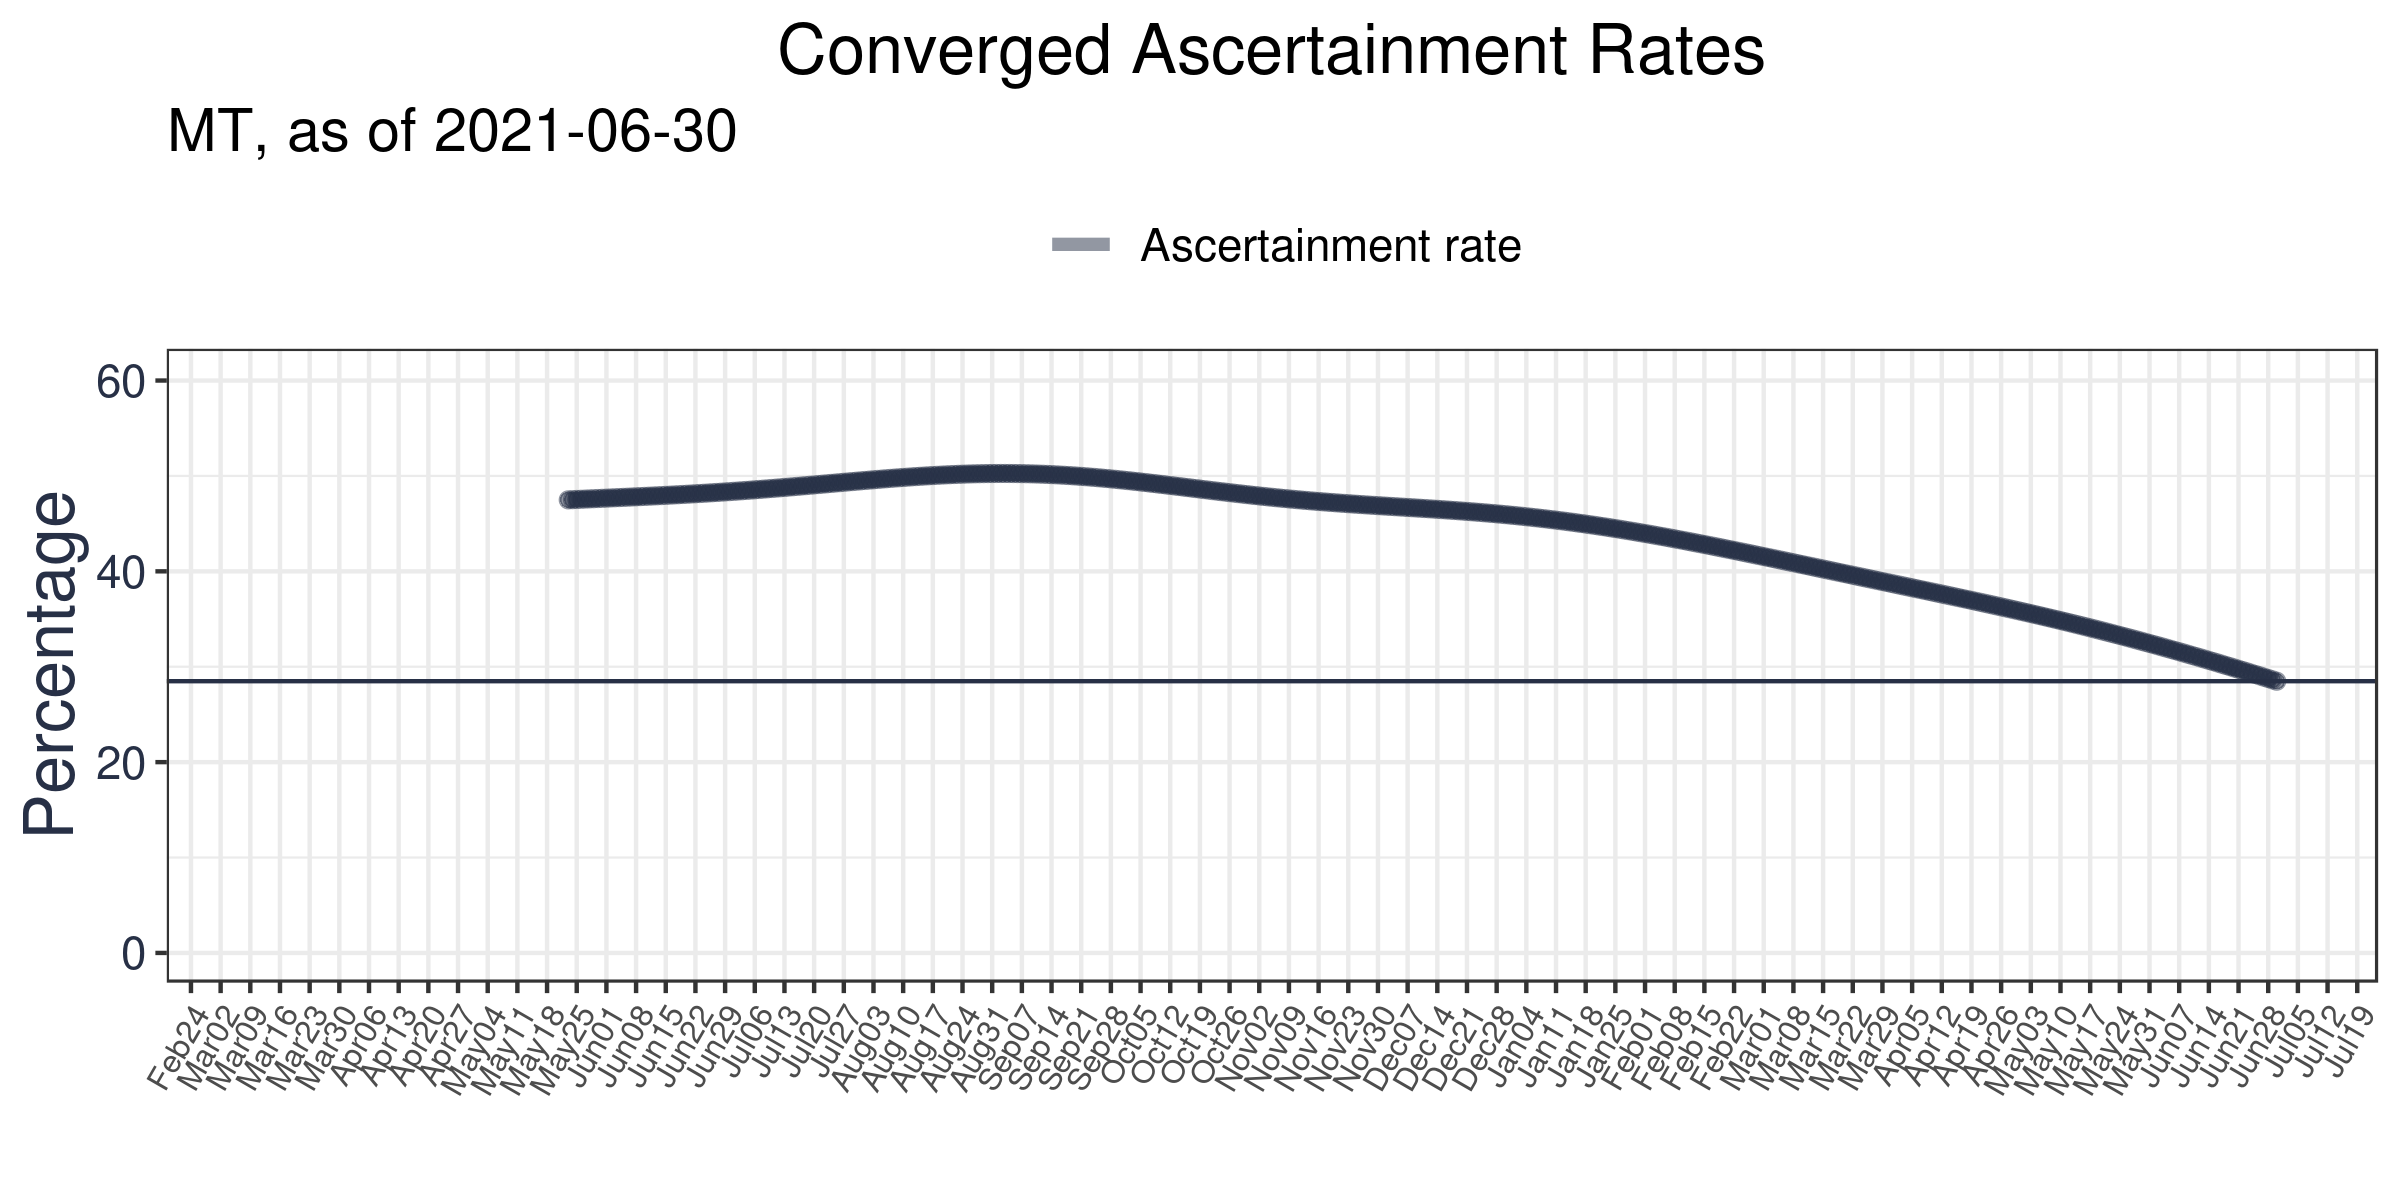 Converged Ascertainment Rates
MT, as of 2021-06-30
Ascertainment rate
Percentage
60
40
20
0
Feb24
Mar02
Mar09
Mar16
Mar23
Mar30
Apr06
Apr13
Apr20
Apr27
May04
May11
May18
May25
Jun01
Jun08
Jun15
Jun22
Jun29
Jul06
Jul13
Jul20
Jul27
Aug03
Aug10
Aug17
Aug24
Aug31
Sep07
Sep14
Sep21
Sep28
Oct05
Oct12
Oct19
Oct26
Nov02
Nov09
Nov16
Nov23
Nov30
Dec07
Dec14
Dec21
Dec28
Jan04
Jan11
Jan18
Jan25
Feb01
Feb08
Feb15
Feb22
Mar01
Mar08
Mar15
Mar22
Mar29
Apr05
Apr12
Apr19
Apr26
May03
May10
May17
May24
May31
Jun07
Jun14
Jun21
Jun28
Jul05
Jul12
Jul19